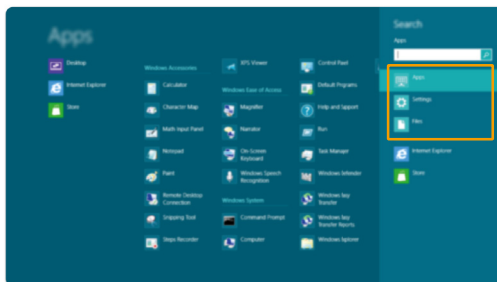 Apps
Desktop
Internet Explorer
Store
Windows Accessories
Calculator
Character Map
Math Input Panel
Notepad
Paint
Remote Desktop
Connection
Snipping Tool
Steps Recorder
XPS Viewer
Windows Ease of Access
Magnifier
Narrator
On-Screen
Keyboard
Windows Speech
Recognition
Windows System
Command Prompt
Computer
Control Panel
Default Programs
Help and Support
Run
Task Manager
Windows Defender
Windows Easy
Transfer
Windows Easy
Transfer Reports
Windows Explorer
Search
Apps
Apps
Settings
Files
Internet Explorer
Store